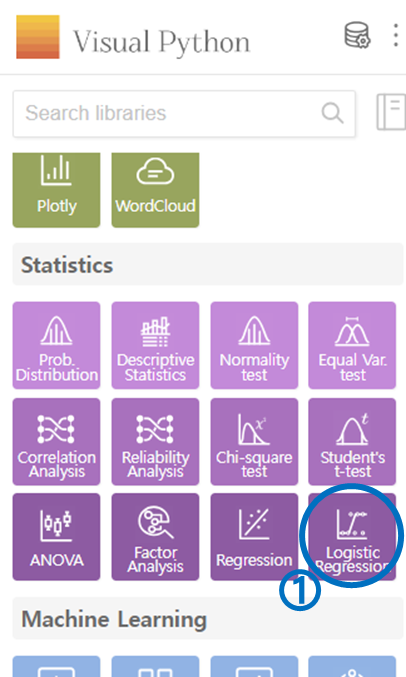 Visual Python
Search libraries
Plotly
WordCloud
Statistics
Prob.
Distribution
Descriptive
Statistics
Normality
test
Equal Var.
test
Correlation
Analysis
Reliability
Analysis
x²
Chi-square
test
t
Student's
t-test
ANOVA
Factor
Analysis
Regression
Logistic
Regression
1
Machine Learning